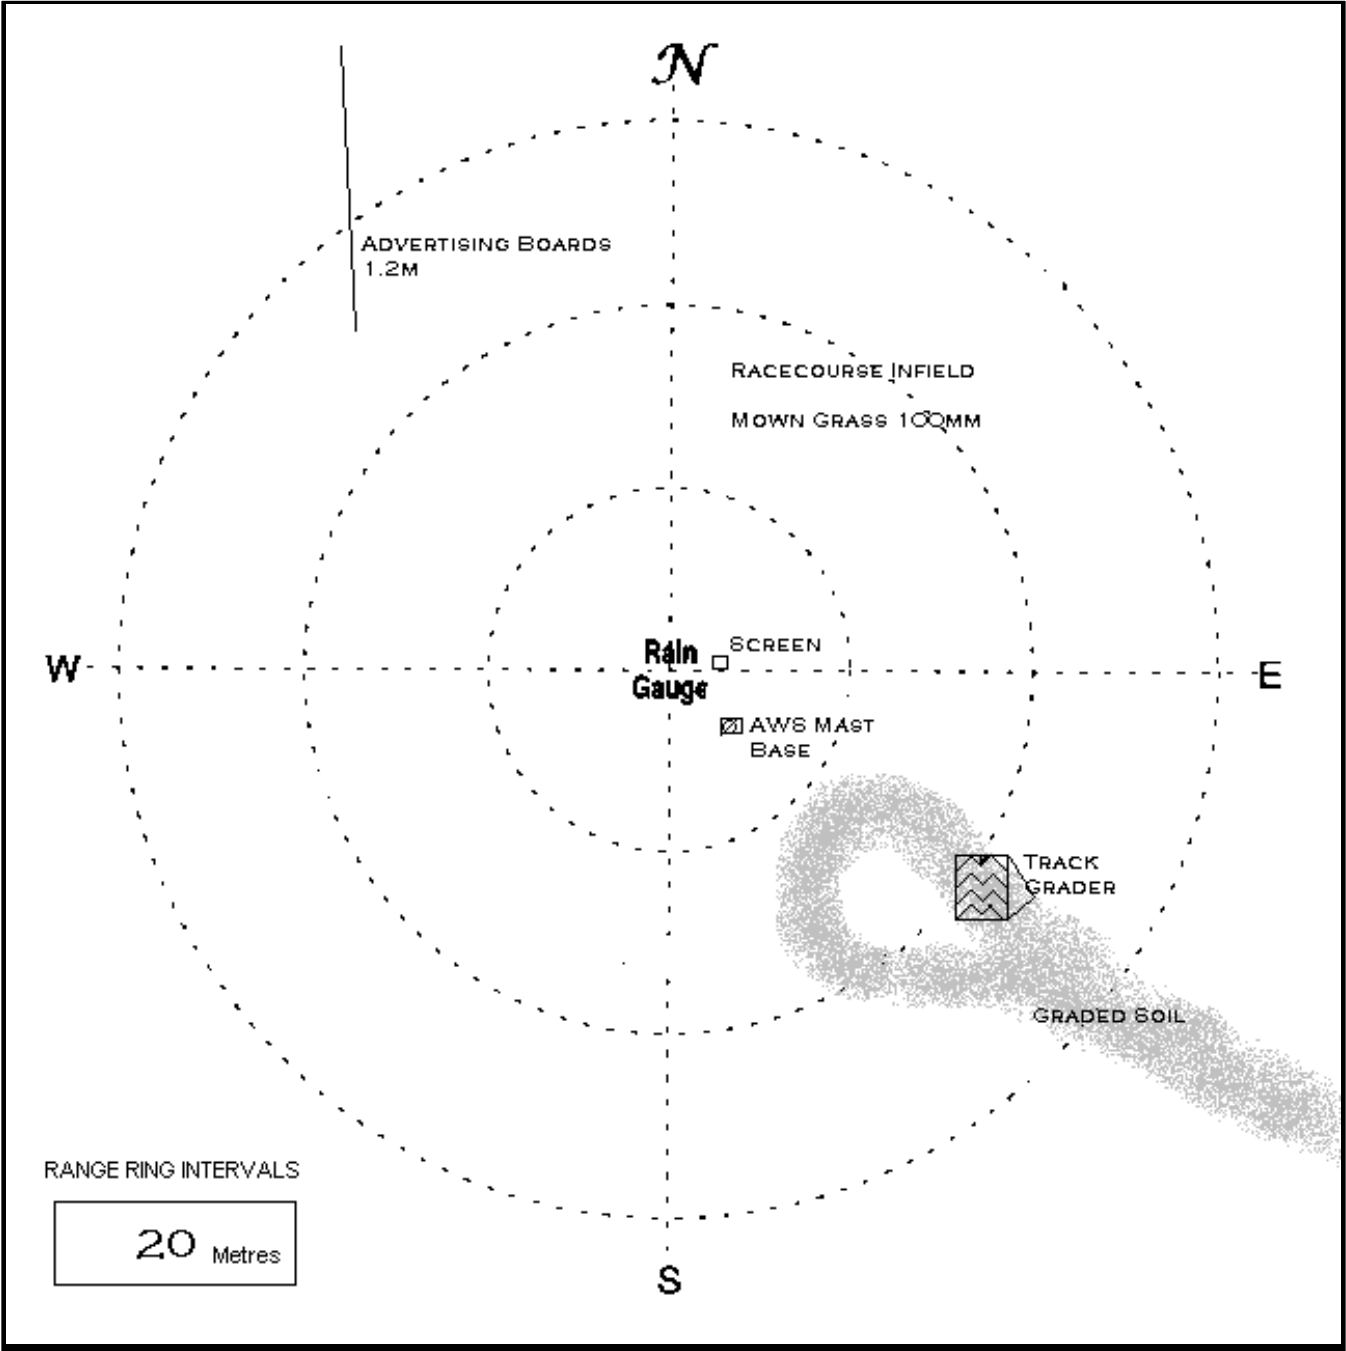 N
Advertising Boards
1.2m
Racecourse Infield
Mown Grass 100mm
Screen
Rain
Gauge
W
E
AWS Mast
Base
Track
Grader
Graded Soil
RANGE RING INTERVALS
20 Metres
S